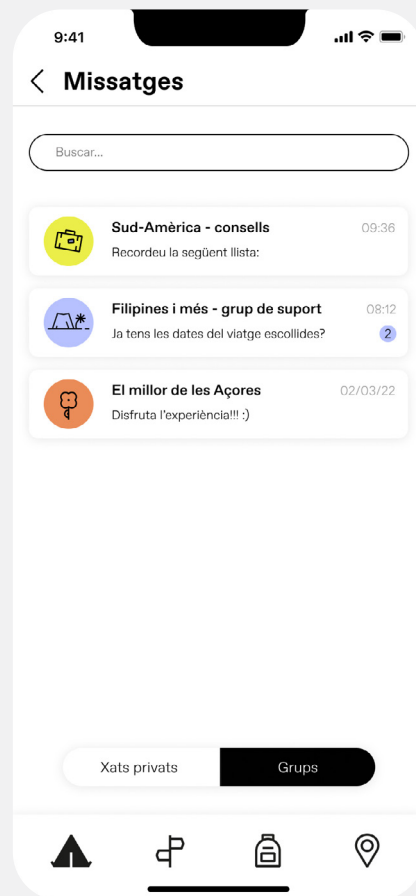 9:41
Missatges
Buscar...
Sud-Amèrica - consells 09:36
Recordeu la següent llista:
Filipines i més - grup de suport 08:12
Ja tens les dates del viatge escollides? 2
El millor de les Açores 02/03/22
Disfruta l'experiència!!! :)
Xats privats Grups